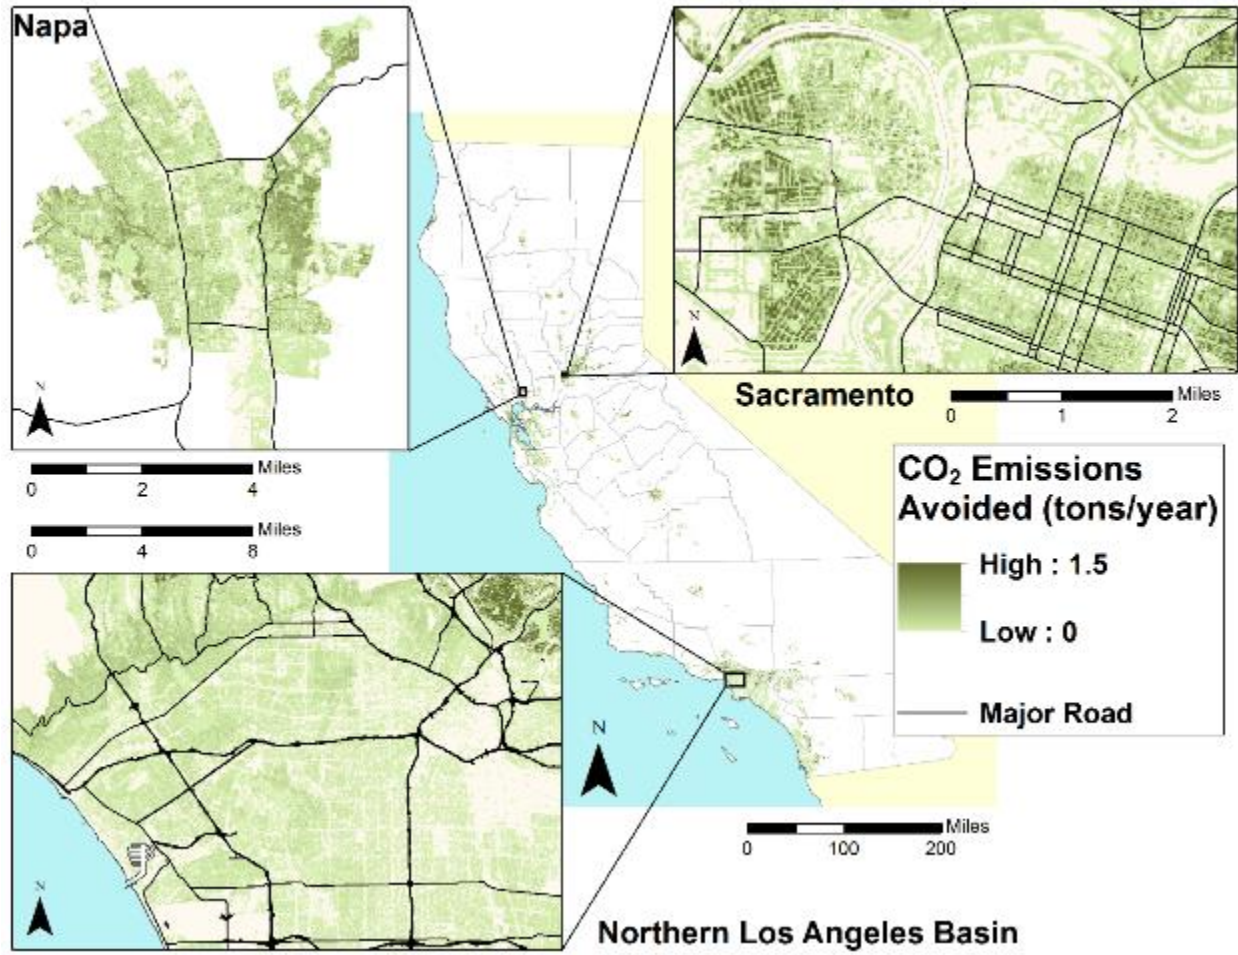 Napa
N
Miles
0 2 4
Miles
0 4 8
N
Sacramento
Miles
0 1 2
CO₂ Emissions
Avoided (tons/year)
High : 1.5
Low : 0
Major Road
N
Miles
0 100 200
N
Northern Los Angeles Basin